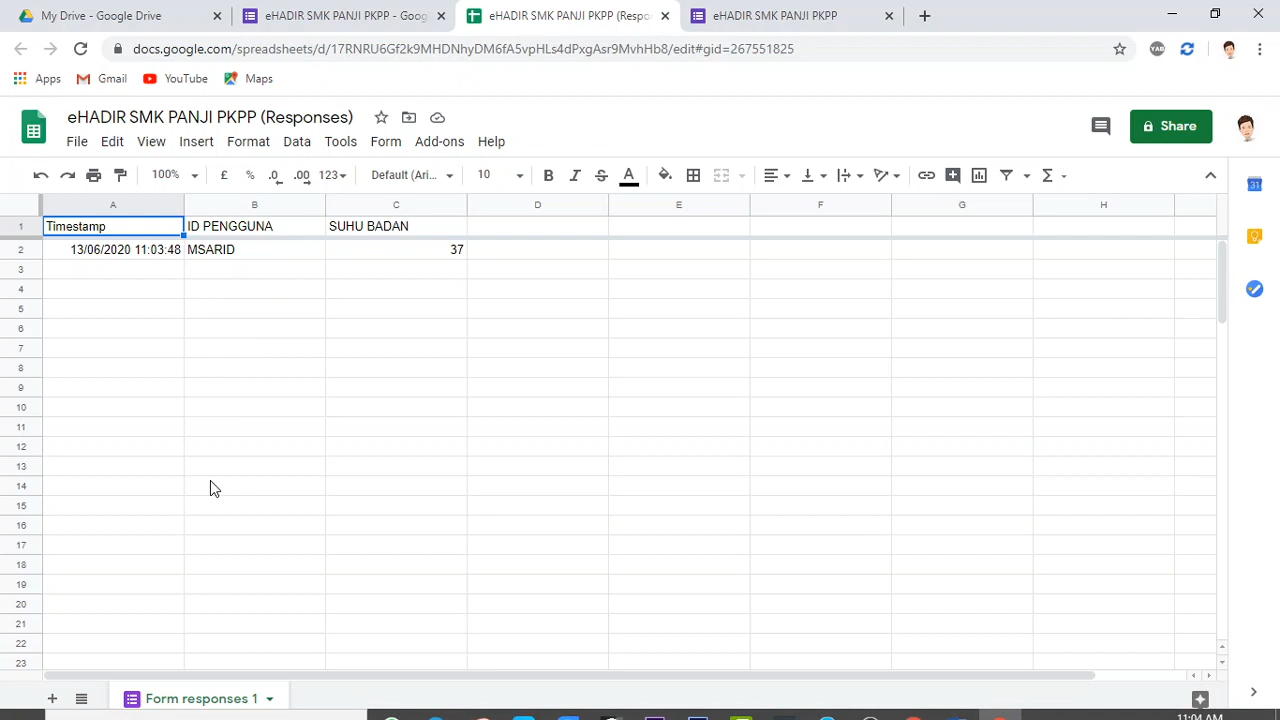 My Drive - Google Drive
eHADIR SMK PANJI PKPP - Goog
eHADIR SMK PANJI PKPP (Respo
eHADIR SMK PANJI PKPP
docs.google.com/spreadsheets/d/17RNRU6Gf2k9MHDNhyDM6fA5vpHLs4dPxgAsr9MvhHb8/edit#gid=267551825
YAB
Apps Gmail YouTube Maps
eHADIR SMK PANJI PKPP (Responses)
File Edit View Insert Format Data Tools Form Add-ons Help
Share
100% £ % .0 .00 123 Default (Ari... 10 B I S A Σ
31
A B C D E F G H
1 Timestamp ID PENGGUNA SUHU BADAN
2 13/06/2020 11:03:48 MSARID 37
3
4
5
6
7
8
9
10
11
12
13
14
15
16
17
18
19
20
21
22
23
Form responses 1
11:04 AM